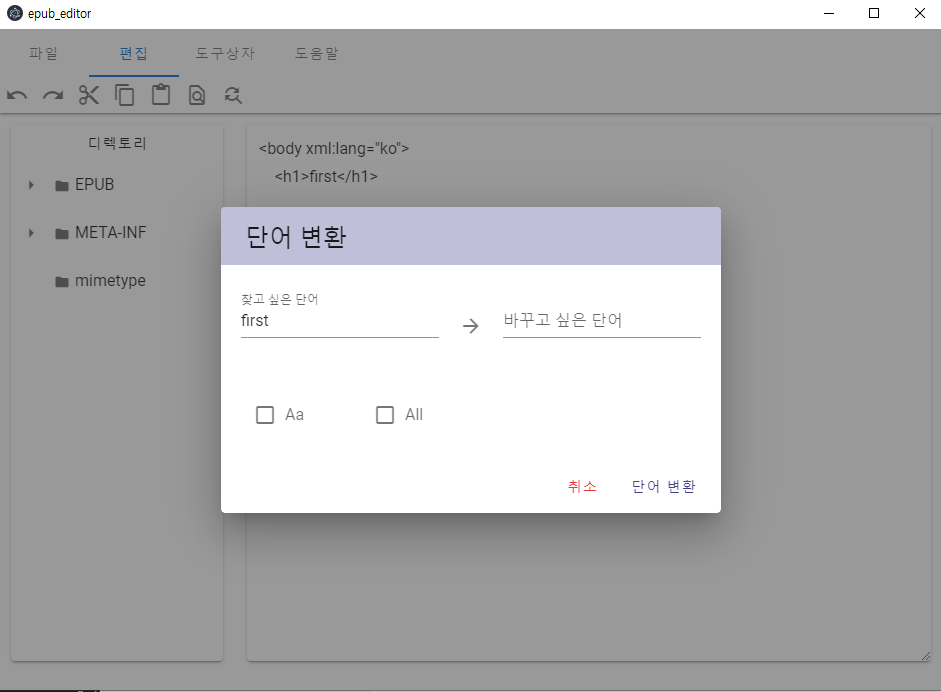 epub_editor
파일 편집 도구상자 도움말
디렉토리
EPUB
META-INF
mimetype
<body xml:lang="ko">
<h1>first</h1>
단어 변환
찾고 싶은 단어
first
바꾸고 싶은 단어
Aa All
취소 단어 변환